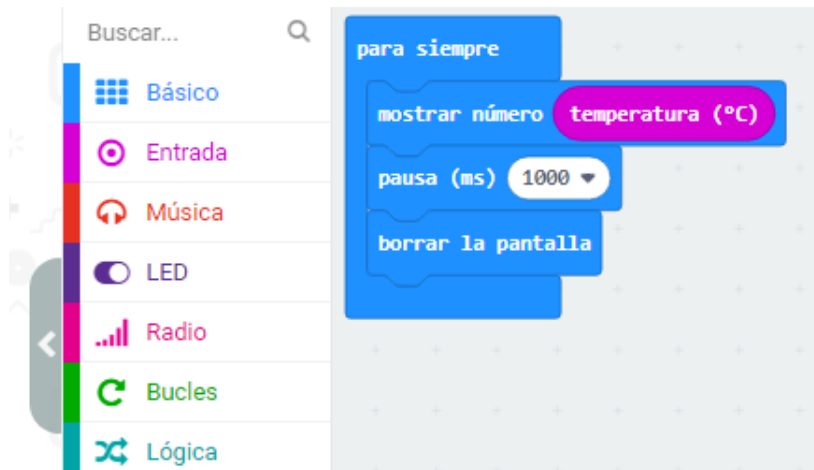 Buscar...
Básico
Entrada
Música
LED
Radio
Bucles
Lógica
para siempre
mostrar número temperatura (ºC)
pausa (ms) 1000
borrar la pantalla